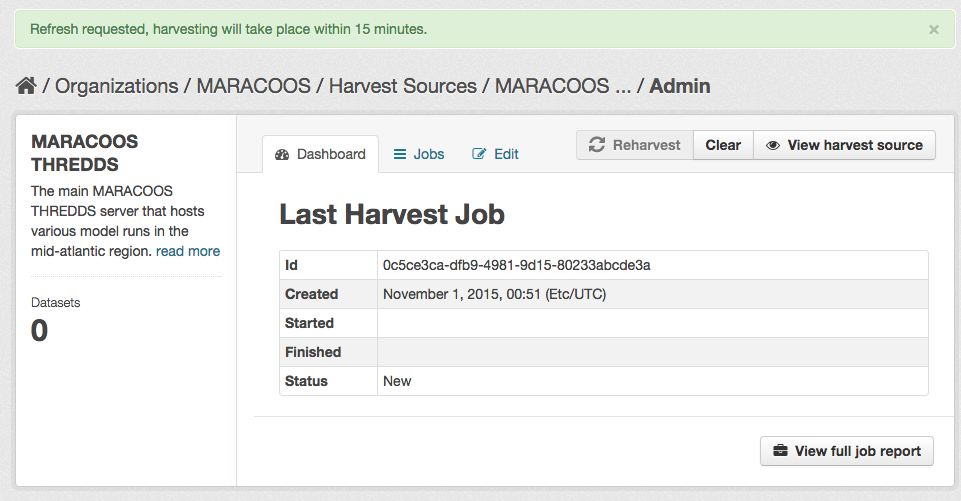 Refresh requested, harvesting will take place within 15 minutes.
×
/ Organizations / MARACOOS / Harvest Sources / MARACOOS ... / Admin
MARACOOS
THREDDS
The main MARACOOS
THREDDS server that hosts
various model runs in the
mid-atlantic region. read more
Datasets
0
Dashboard Jobs Edit Reharvest Clear View harvest source
Last Harvest Job
Id 0c5ce3ca-dfb9-4981-9d15-80233abcde3a
Created November 1, 2015, 00:51 (Etc/UTC)
Started
Finished
Status New
View full job report